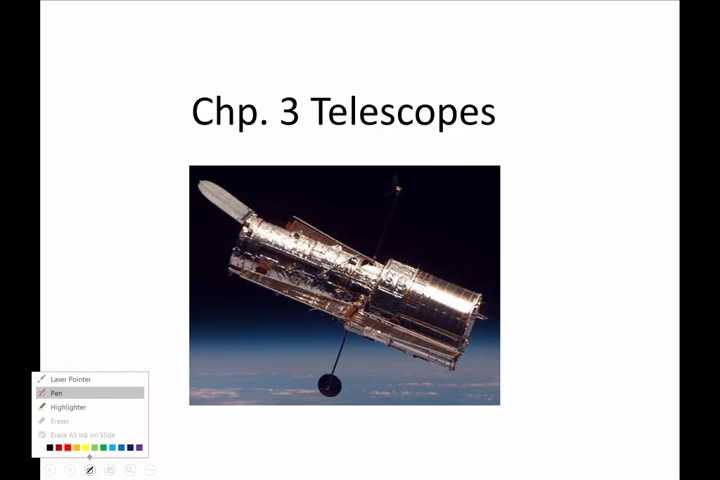 Chp. 3 Telescopes
Laser Pointer
Pen
Highlighter
Eraser
Erase All Ink on Slide